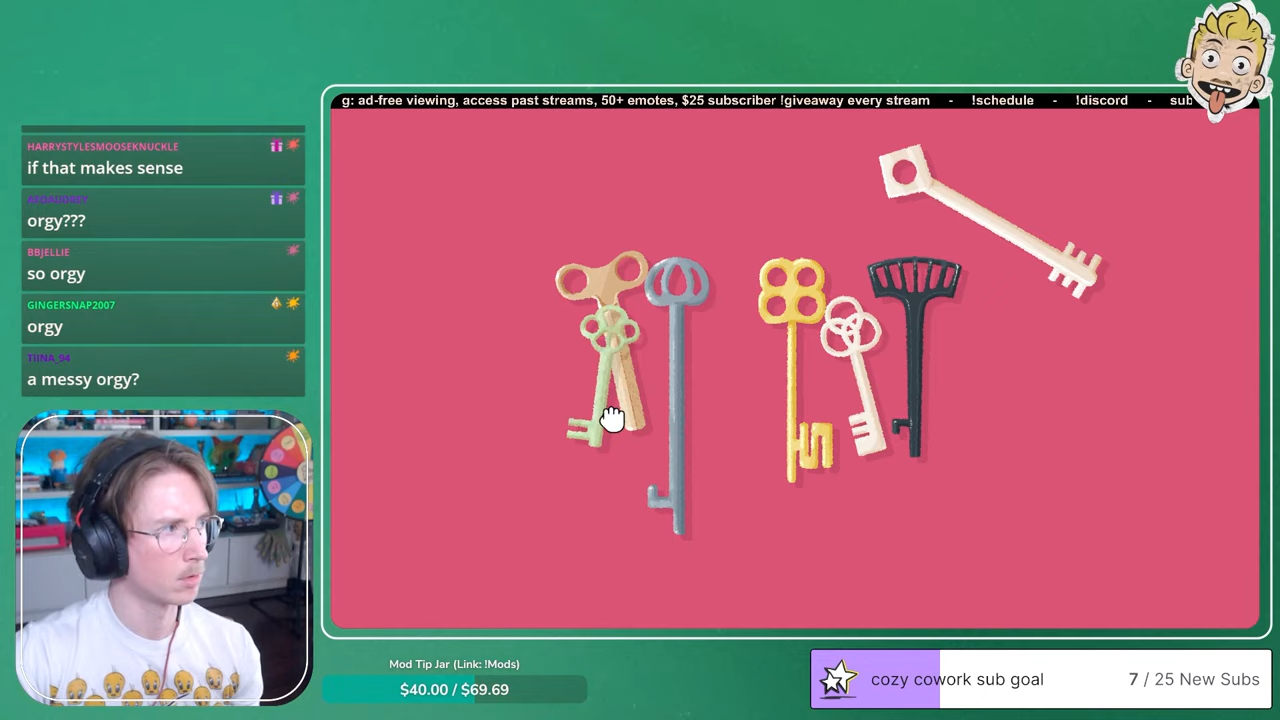 g: ad-free viewing, access past streams, 50+ emotes, $25 subscriber !giveaway every stream - !schedule - !discord - sub
HARRYSTYLESMOOSEKNUCKLE
if that makes sense
orgy???
BBJELLIE
so orgy
GINGERSNAP2007
orgy
TIINA_94
a messy orgy?
Mod Tip Jar (Link: !Mods)
$40.00 / $69.69
cozy cowork sub goal
7 / 25 New Subs